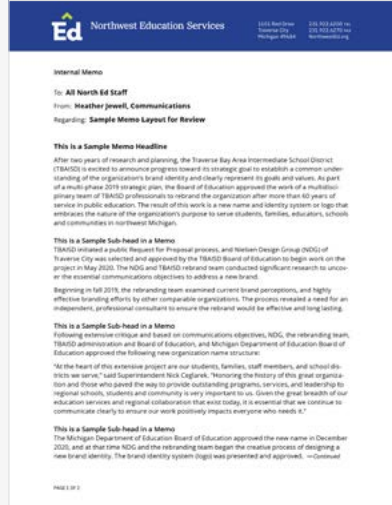 Ed
Northwest Education Services
1101 Red Drive 231.922.6200 TEL
Traverse City 231.922.6270 FAX
Michigan 49684 NorthwestEd.org
Internal Memo
To: All North Ed Staff
From: Heather Jewell, Communications
Regarding: Sample Memo Layout for Review
This is a Sample Memo Headline
After two years of research and planning, the Traverse Bay Area Intermediate School District
(TBAISD) is excited to announce progress toward its strategic goal to establish a common under-
standing of the organization's brand identity and clearly represent its goals and values. As part
of a multi-phase 2019 strategic plan, the Board of Education approved the work of a multidisci-
plinary team of TBAISD professionals to rebrand the organization after more than 40 years of
service in public education. The result of this work is a new name and identity system or logo that
embraces the nature of the organization's purpose to serve students, families, educators, schools
and communities in northwest Michigan.
This is a Sample Sub-head in a Memo
TBAISD initiated a public Request for Proposal process, and Nielsen Design Group (NDG) of
Traverse City was selected and approved by the TBAISD Board of Education to begin work on the
project in May 2020. The NDG and TBAISD rebrand team conducted significant research to uncov-
er the essential communications objectives to address a new brand.
Beginning in fall 2019, the rebranding team examined current brand perceptions, and highly
effective branding efforts by other comparable organizations. The process revealed a need for an
independent, professional consultant to ensure the rebrand would be effective and long lasting.
This is a Sample Sub-head in a Memo
Following extensive critique and based on communications objectives, NDG, the rebranding team,
TBAISD administration and Board of Education, and Michigan Department of Education Board of
Education approved the following new organization name structure:
"At the heart of this extensive project are our students, families, staff members, and school dis-
tricts we serve," said Superintendent Nick Ceglarek. "Honoring the history of this great organiza-
tion and those who paved the way to provide outstanding programs, services, and leadership to
regional schools, students and community is very important to us. Given the great breadth of our
education services and regional collaboration that exist today, it is essential that we continue to
communicate clearly to ensure our work positively impacts everyone who needs it."
This is a Sample Sub-head in a Memo
The Michigan Department of Education Board of Education approved the new name in December
2020, and at that time NDG and the rebranding team began the creative process of designing a
new brand identity. The brand identity system (logo) was presented and approved. —Continued
PAGE 1 OF 2